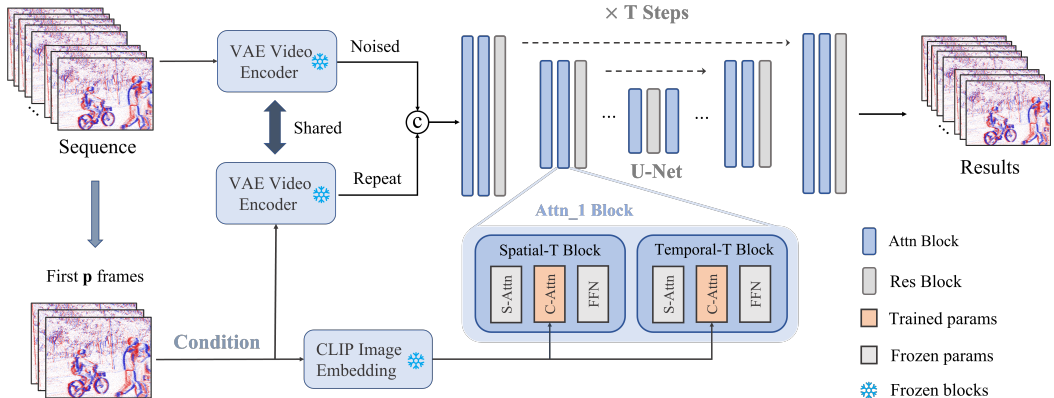 × T Steps
VAE Video
Encoder
Noised
Shared
C
Sequence
VAE Video
Encoder
Repeat
...
...
U-Net
Results
Attn_1 Block
Spatial-T Block
S-Attn
C-Attn
FFN
Temporal-T Block
S-Attn
C-Attn
FFN
First p frames
Condition
CLIP Image
Embedding
Attn Block
Res Block
Trained params
Frozen params
Frozen blocks